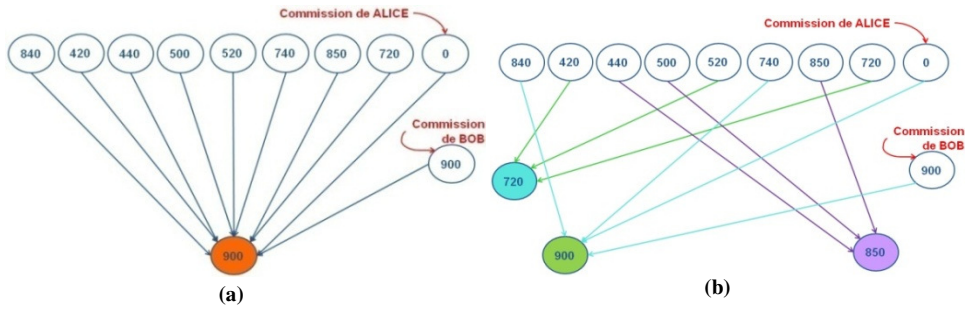 Commission de ALICE
840 420 440 500 520 740 850 720 0
Commission
de BOB
900
900
(a)
Commission de ALICE
840 420 440 500 520 740 850 720 0
Commission
de BOB
900
720
900
850
(b)